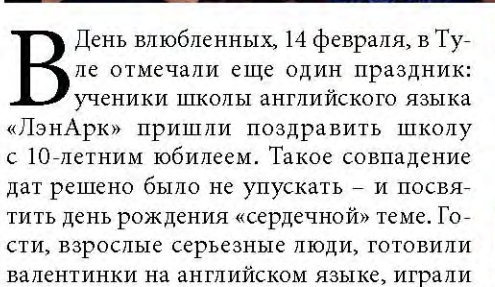 В День влюбленных, 14 февраля, в Ту-
ле отмечали еще один праздник:
ученики школы английского языка
«ЛэнАрк» пришли поздравить школу
с 10-летним юбилеем. Такое совпадение
дат решено было не упускать – и посвя-
тить день рождения «сердечной» теме. Го-
сти, взрослые серьезные люди, готовили
валентинки на английском языке, играли